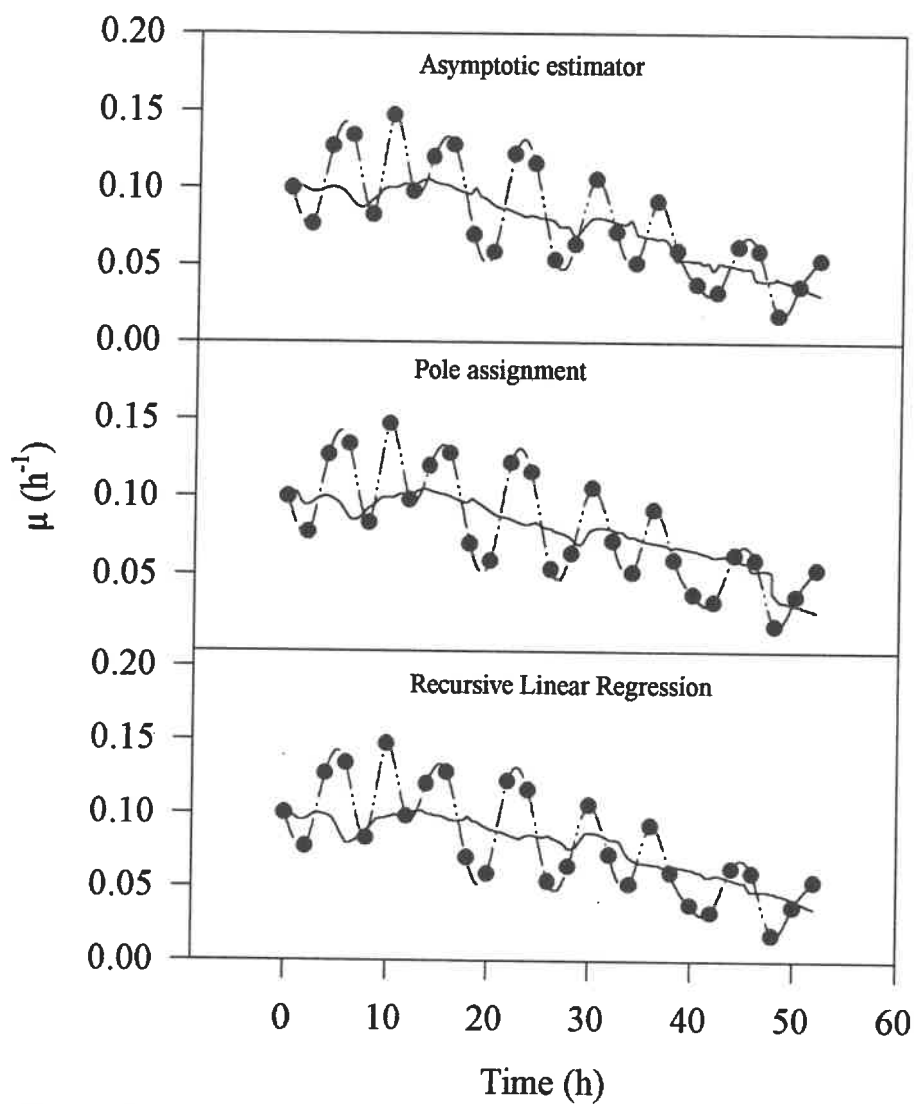 0.20
Asymptotic estimator
0.15
0.10
0.05
0.00
Pole assignment
0.15
0.10
0.05
μ (h⁻¹)
0.20
Recursive Linear Regression
0.15
0.10
0.05
0.00
0 10 20 30 40 50 60
Time (h)